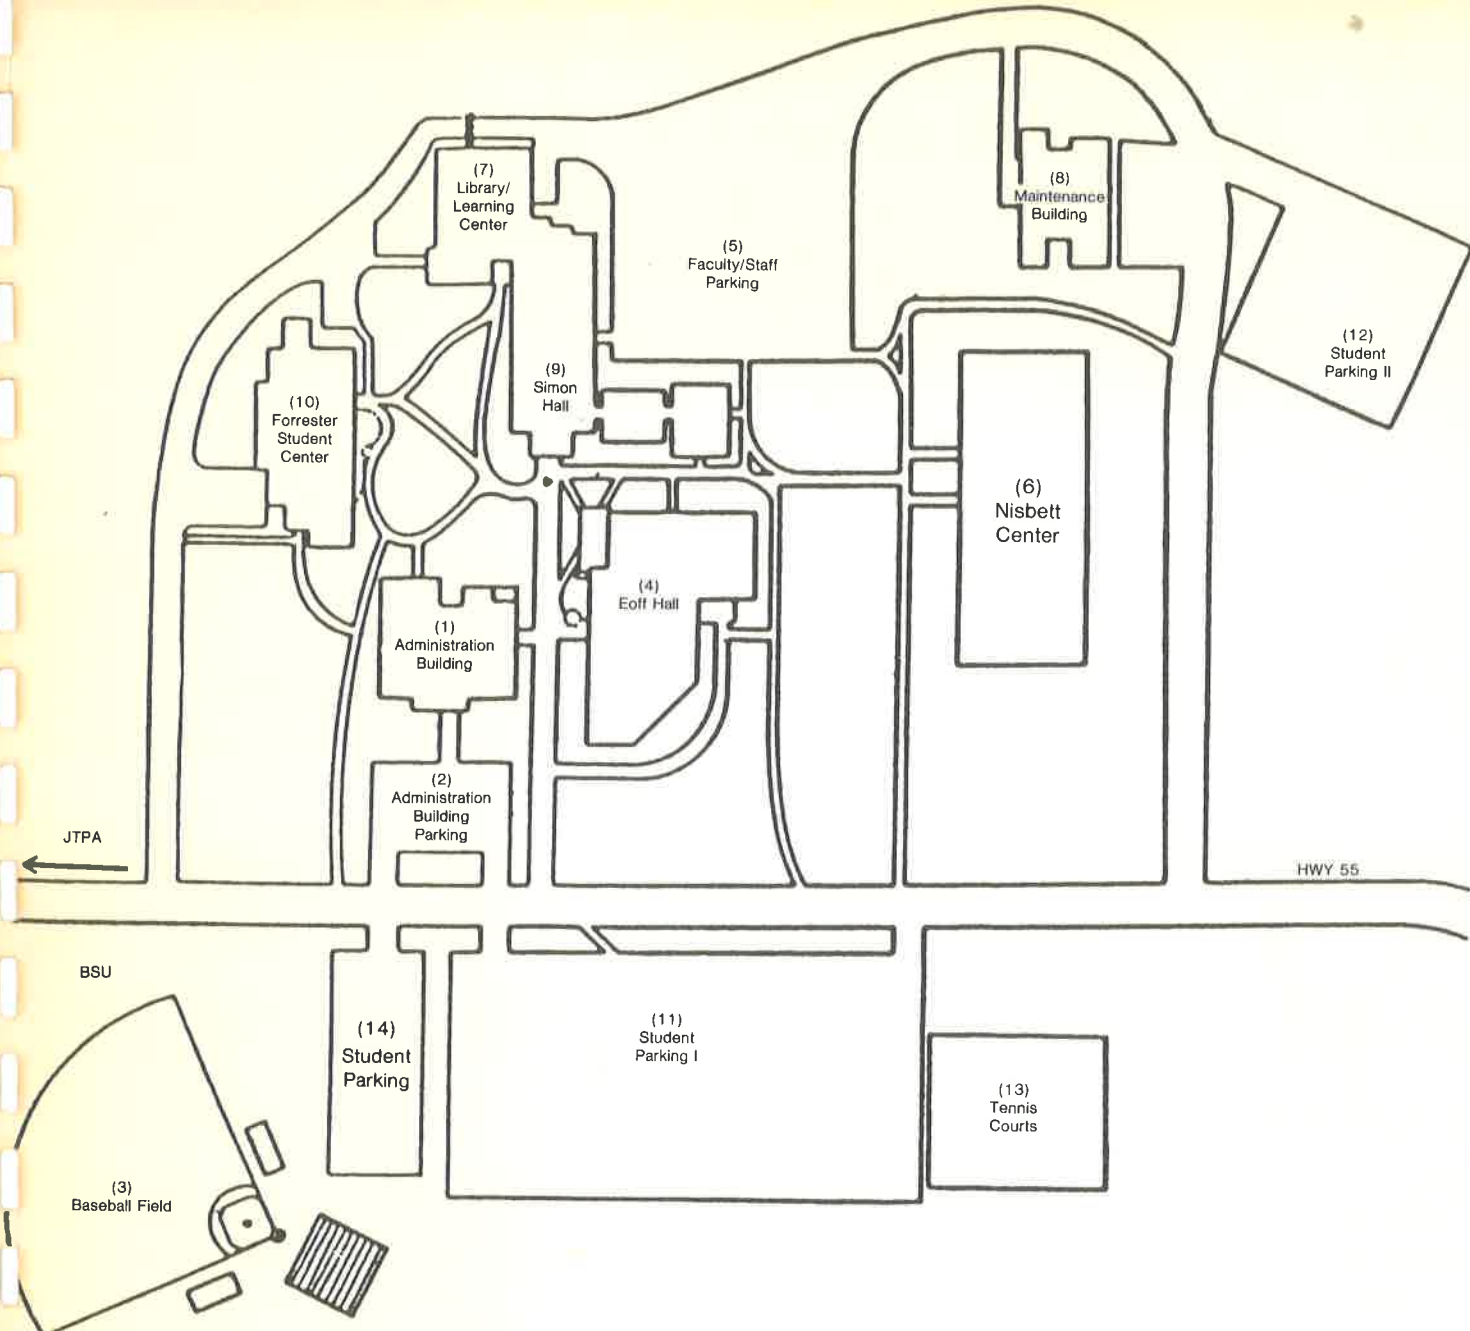 (7)
Library/
Learning
Center
(8)
Maintenance
Building
(5)
Faculty/Staff
Parking
(12)
Student
Parking II
(9)
Simon
Hall
(10)
Forrester
Student
Center
(6)
Nisbett
Center
(4)
Eoff Hall
(1)
Administration
Building
(2)
Administration
Building
Parking
JTPA
HWY 55
BSU
(14)
Student
Parking
(11)
Student
Parking I
(13)
Tennis
Courts
(3)
Baseball Field